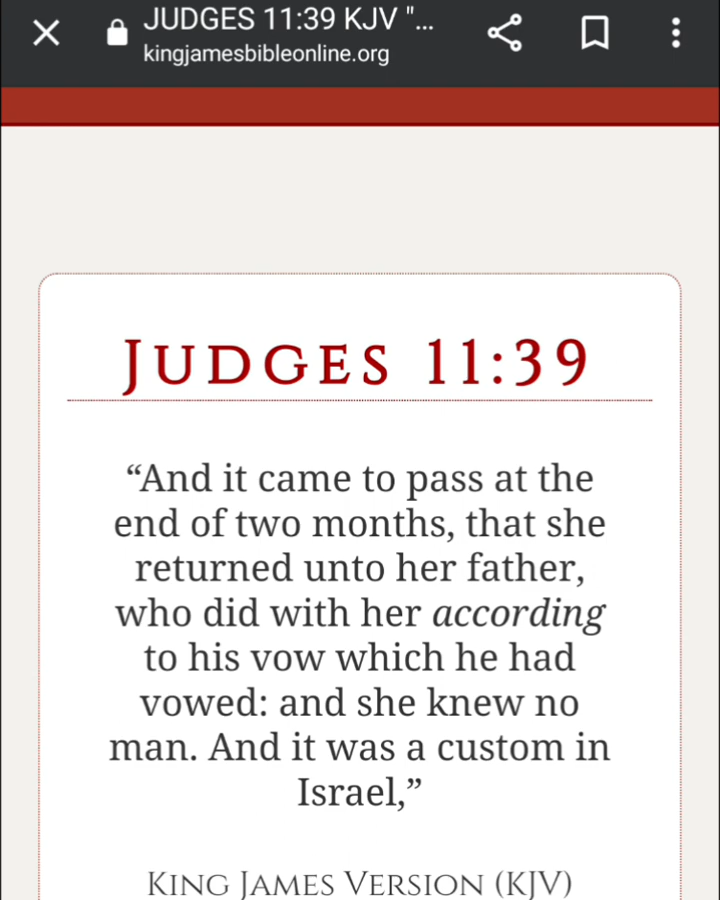 JUDGES 11:39 KJV "...
kingjamesbibleonline.org
JUDGES 11:39
“And it came to pass at the
end of two months, that she
returned unto her father,
who did with her according
to his vow which he had
vowed: and she knew no
man. And it was a custom in
Israel,”
KING JAMES VERSION (KJV)